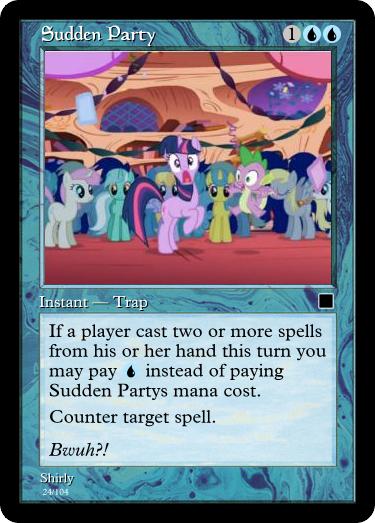 Sudden Party 1
Instant — Trap
If a player cast two or more spells
from his or her hand this turn you
may pay instead of paying
Sudden Partys mana cost.
Counter target spell.
Bwuh?!
Shirly
24/104